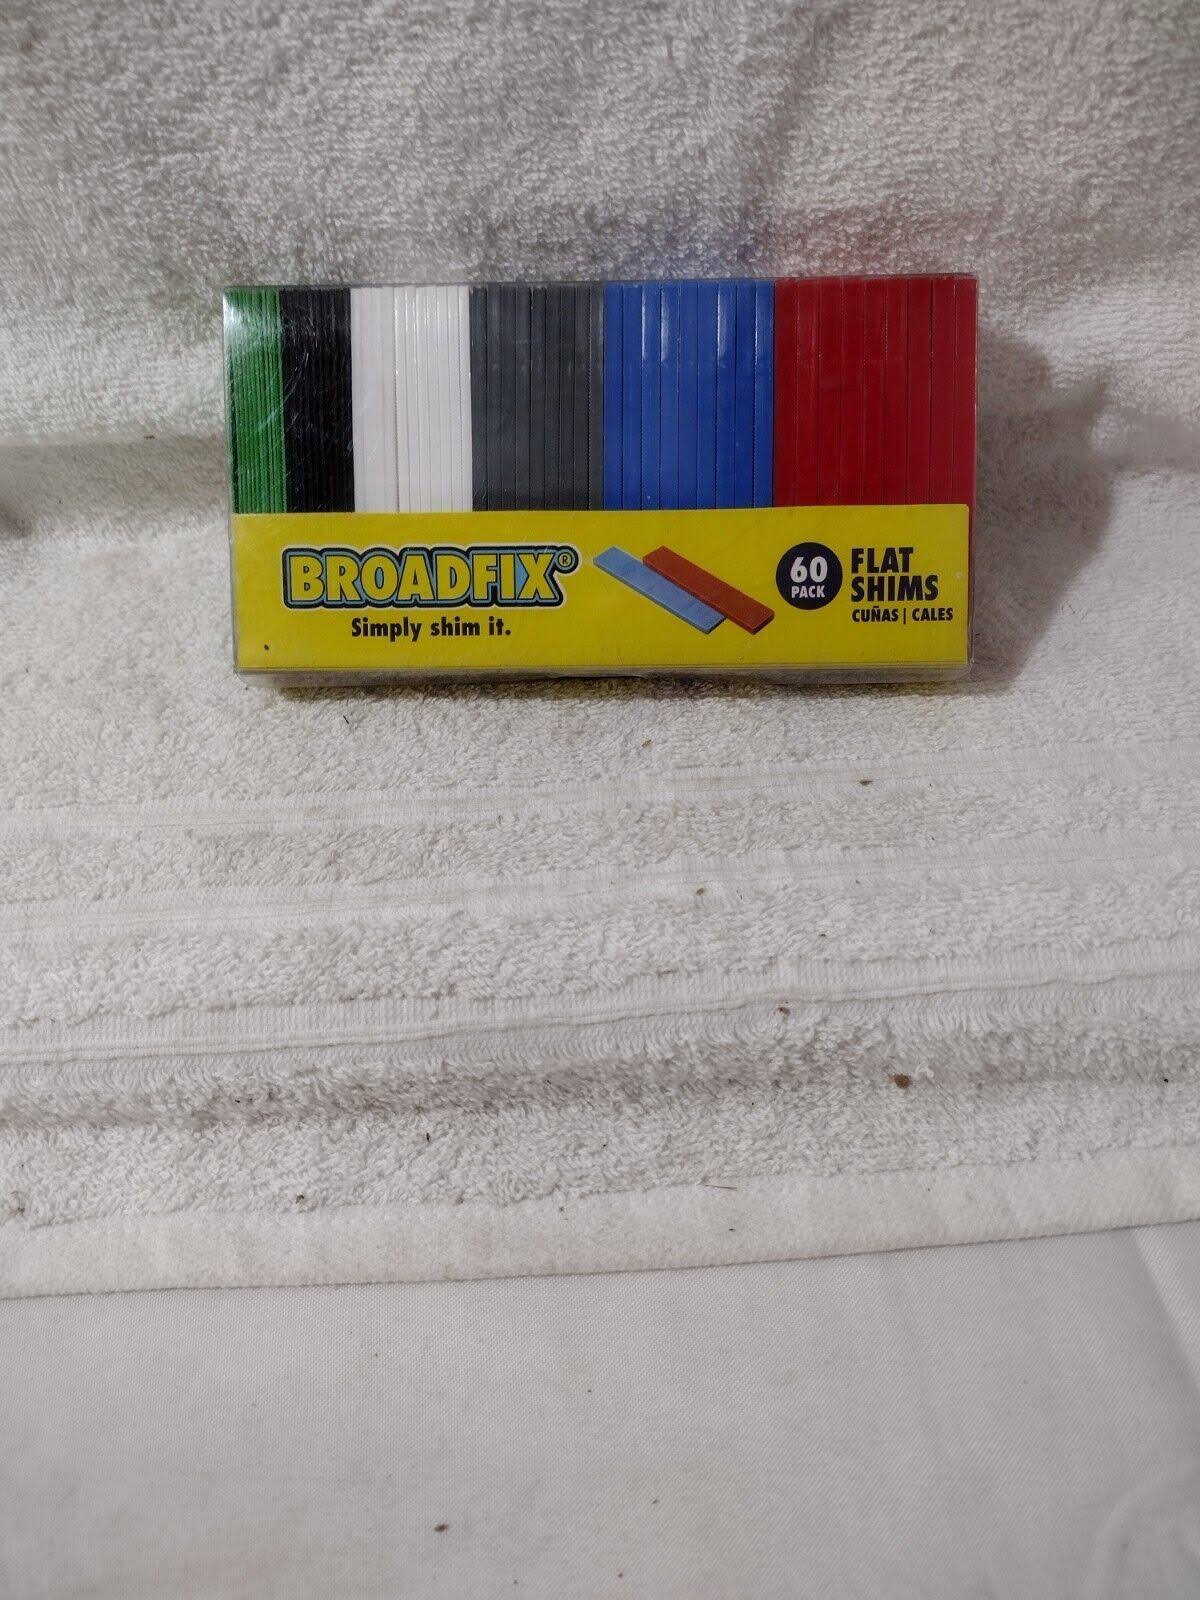 BROADFIX®
Simply shim it.
60
PACK
FLAT
SHIMS
CUÑAS | CALES